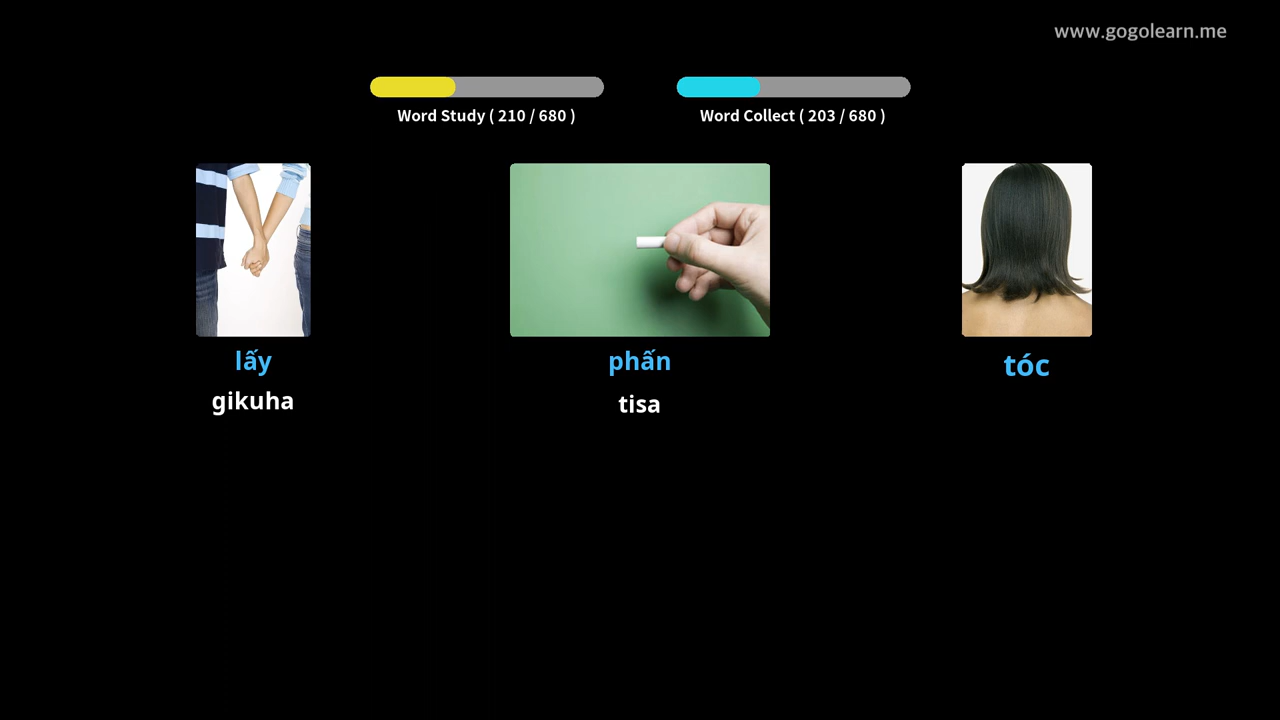 www.gogolearn.me
Word Study ( 210 / 680 )
Word Collect ( 203 / 680 )
lấy
phấn
tóc
gikuha
tisa